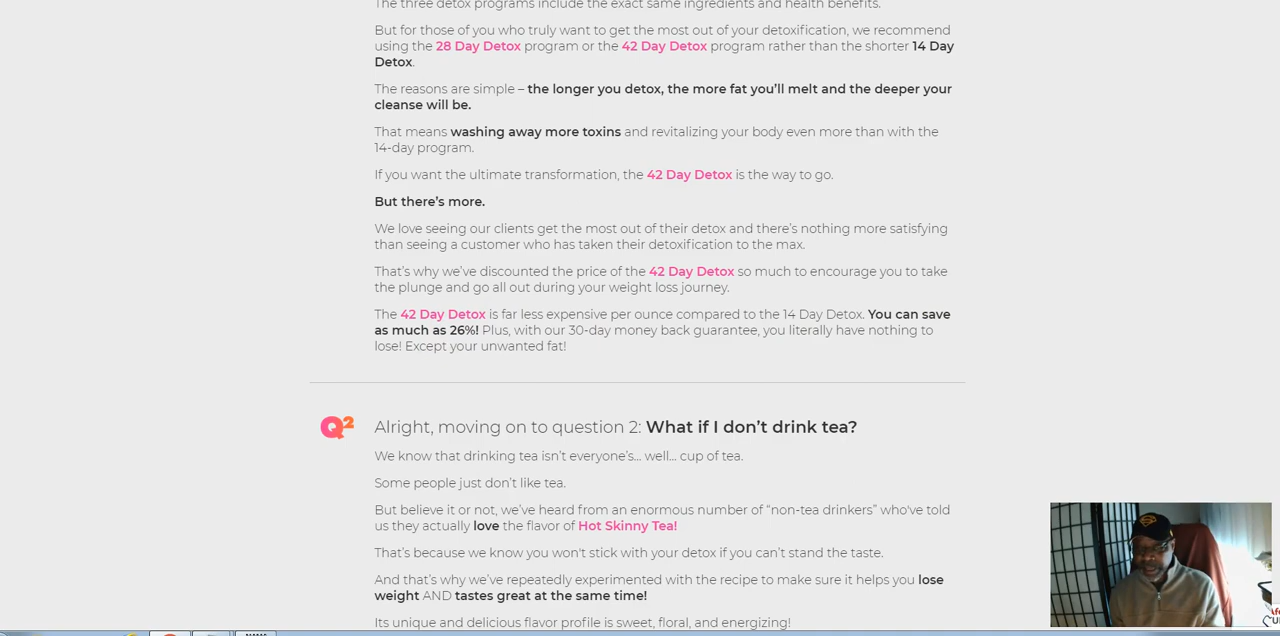 The three detox programs include the exact same ingredients and health benefits.
But for those of you who truly want to get the most out of your detoxification, we recommend
using the 28 Day Detox program or the 42 Day Detox program rather than the shorter 14 Day
Detox.
The reasons are simple – the longer you detox, the more fat you'll melt and the deeper your
cleanse will be.
That means washing away more toxins and revitalizing your body even more than with the
14-day program.
If you want the ultimate transformation, the 42 Day Detox is the way to go.
But there's more.
We love seeing our clients get the most out of their detox and there's nothing more satisfying
than seeing a customer who has taken their detoxification to the max.
That's why we've discounted the price of the 42 Day Detox so much to encourage you to take
the plunge and go all out during your weight loss journey.
The 42 Day Detox is far less expensive per ounce compared to the 14 Day Detox. You can save
as much as 26%! Plus, with our 30-day money back guarantee, you literally have nothing to
lose! Except your unwanted fat!
Q2 Alright, moving on to question 2: What if I don't drink tea?
We know that drinking tea isn't everyone's... well... cup of tea.
Some people just don't like tea.
But believe it or not, we've heard from an enormous number of "non-tea drinkers" who've told
us they actually love the flavor of Hot Skinny Tea!
That's because we know you won't stick with your detox if you can't stand the taste.
And that's why we've repeatedly experimented with the recipe to make sure it helps you lose
weight AND tastes great at the same time!
Its unique and delicious flavor profile is sweet, floral, and energizing!